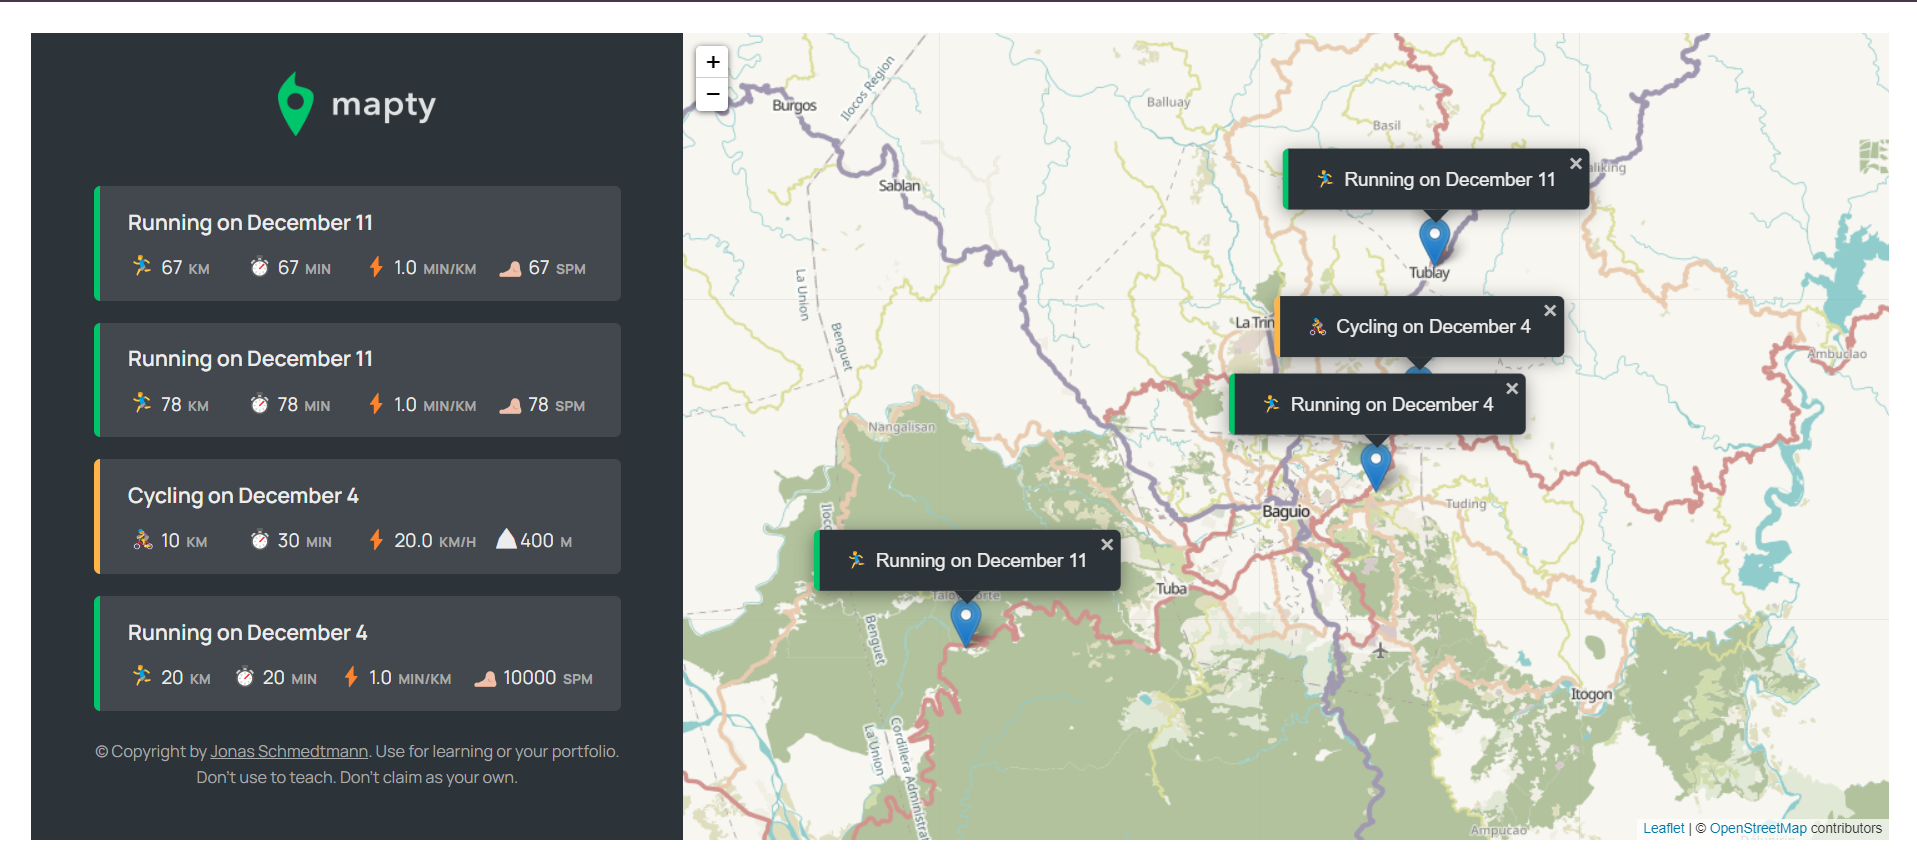 mapty
Running on December 11
67 KM 67 MIN 1.0 MIN/KM 67 SPM
Running on December 11
78 KM 78 MIN 1.0 MIN/KM 78 SPM
Cycling on December 4
10 KM 30 MIN 20.0 KM/H 400 M
Running on December 4
20 KM 20 MIN 1.0 MIN/KM 10000 SPM
© Copyright by Jonas Schmedtmann. Use for learning or your portfolio.
Don't use to teach. Don't claim as your own.
+
−
Burgos
Ilocos Region
Balluay
Basil
Running on December 11
×
Sablan
Tublay
La Union
Benguet
La Trin
Cycling on December 4
×
Ambuclao
Running on December 4
×
Nangalisan
Tuding
Baguio
Running on December 11
×
Tuba
Benguet
Itogon
La Union
Cordillera Administrat
Ampucao
Leaflet | © OpenStreetMap contributors